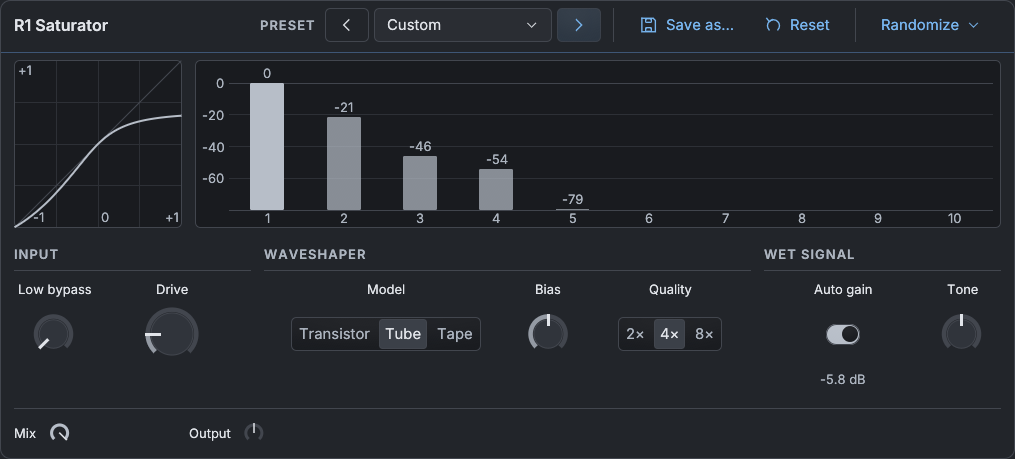 R1 Saturator PRESET Custom Save as... Reset Randomize
+1
-1 0 +1
0
-20
-40
-60
0 -21 -46 -54 -79
1 2 3 4 5 6 7 8 9 10
INPUT WAVESHAPER WET SIGNAL
Low bypass Drive Model Bias Quality Auto gain Tone
Transistor Tube Tape 2× 4× 8×
-5.8 dB
Mix Output